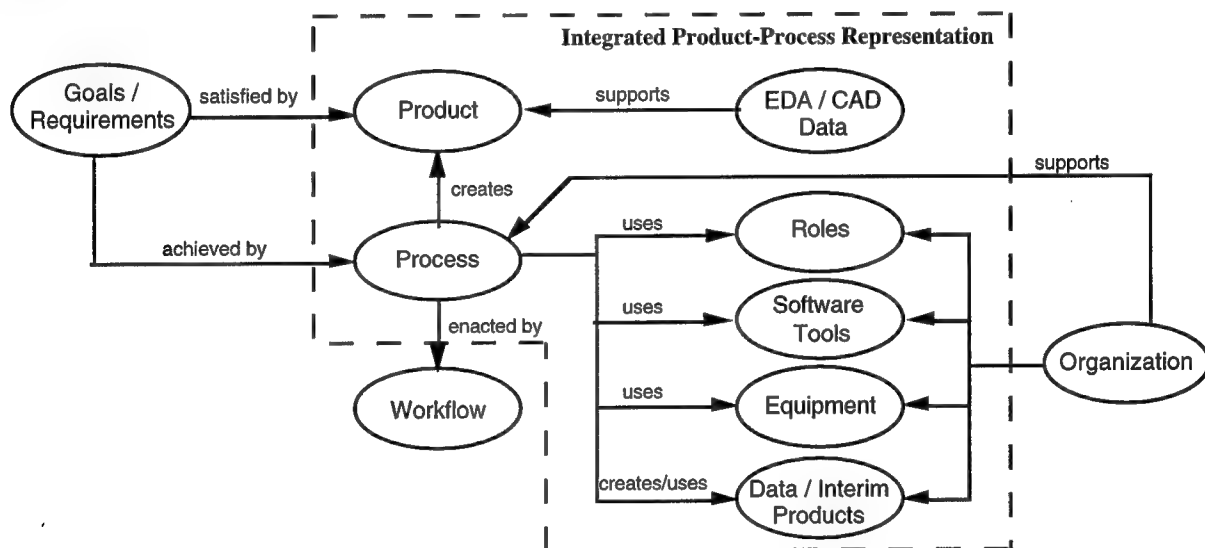 Integrated Product-Process Representation
Goals /
Requirements
satisfied by
Product
supports
EDA / CAD
Data
supports
creates
achieved by
Process
uses
Roles
uses
Software
Tools
enacted by
Organization
Workflow
uses
Equipment
creates/uses
Data / Interim
Products